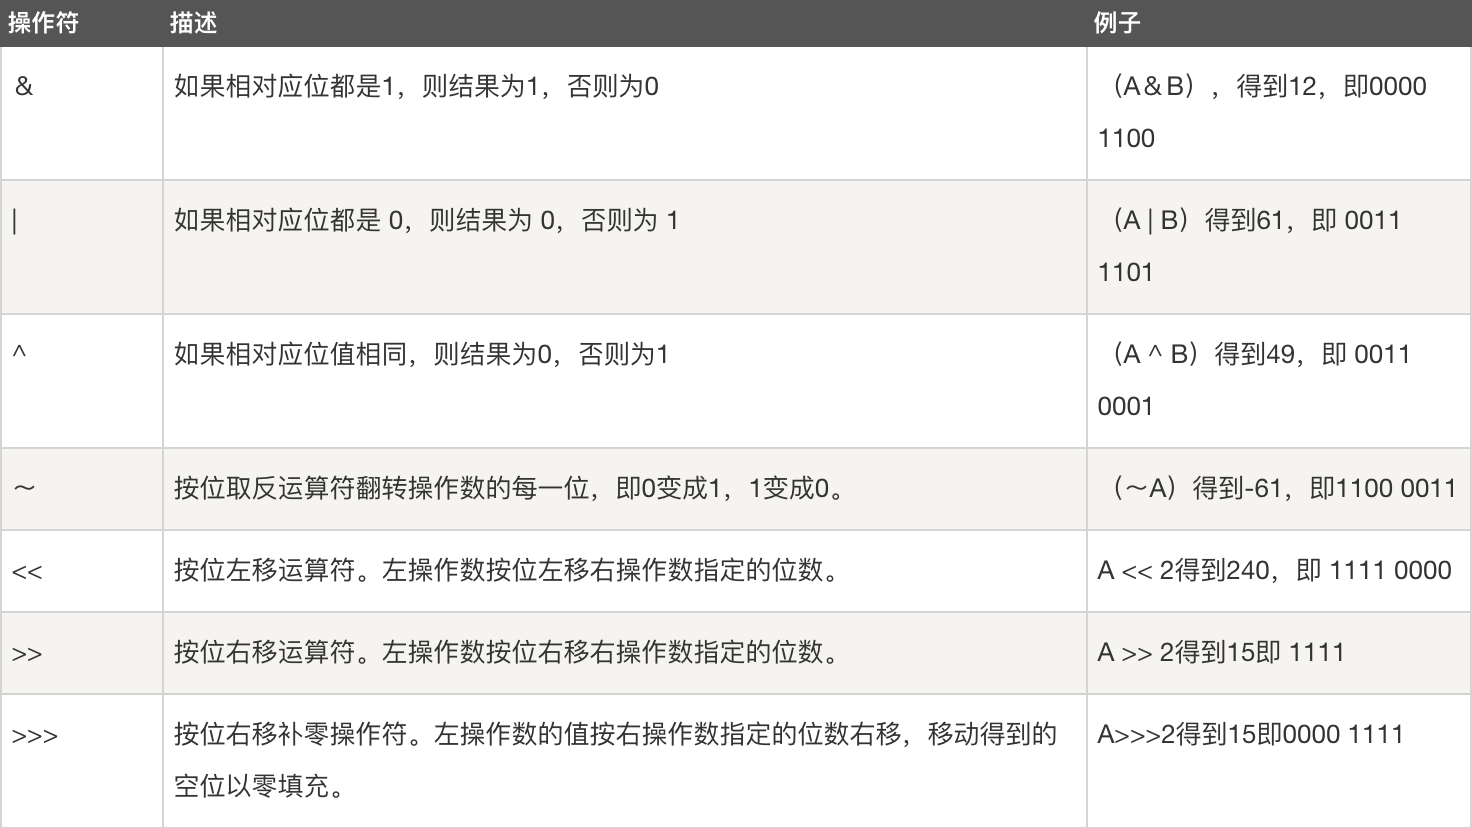 操作符 描述 例子
& 如果相对应位都是1，则结果为1，否则为0 （A＆B），得到12，即0000
1100
| 如果相对应位都是 0，则结果为 0，否则为 1 （A | B）得到61，即 0011
1101
^ 如果相对应位值相同，则结果为0，否则为1 （A ^ B）得到49，即 0011
0001
〜 按位取反运算符翻转操作数的每一位，即0变成1，1变成0。 （〜A）得到-61，即1100 0011
<< 按位左移运算符。左操作数按位左移右操作数指定的位数。 A << 2得到240，即 1111 0000
>> 按位右移运算符。左操作数按位右移右操作数指定的位数。 A >> 2得到15即 1111
>>> 按位右移补零操作符。左操作数的值按右操作数指定的位数右移，移动得到的 A>>>2得到15即0000 1111
空位以零填充。